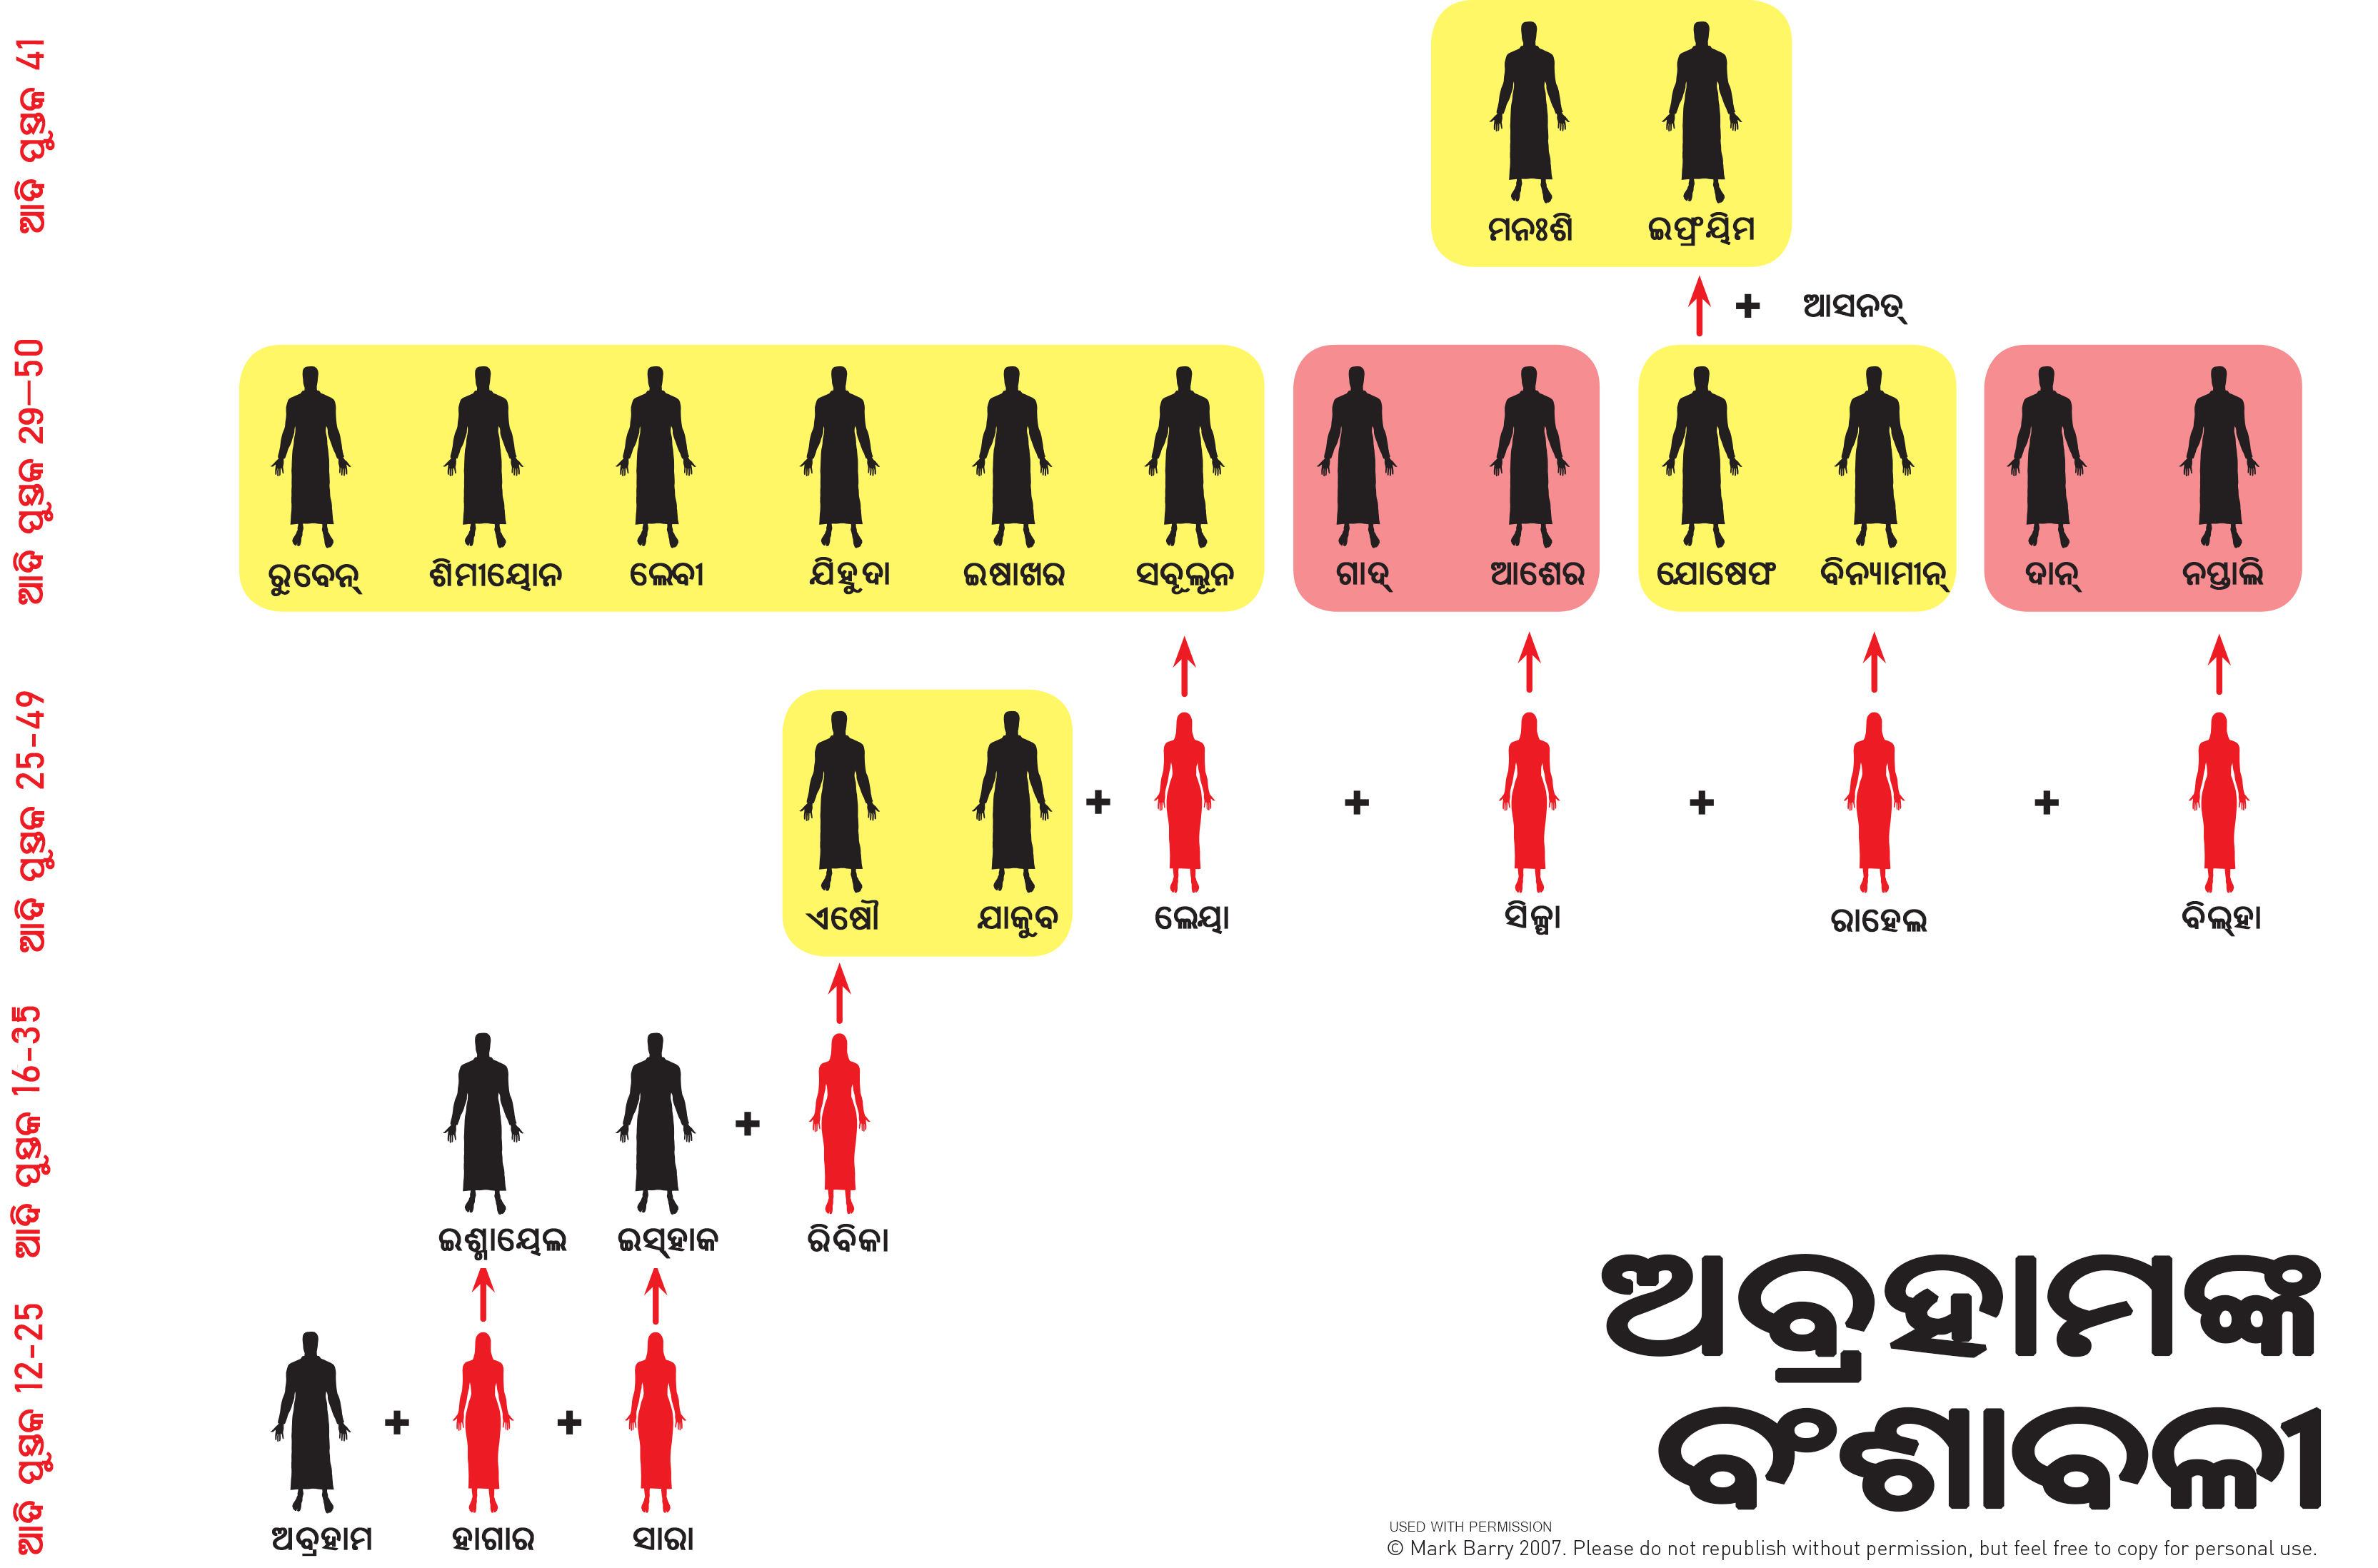 ଆଦି ପୁସ୍ତକ 41
ମନଃଶି ଇଫ୍ରୟିମ
+ ଆସନତ୍
ଆଦି ପୁସ୍ତକ 29—50
ରୁବେନ୍ ଶିମୀୟୋନ ଲେବୀ ଯିହୁଦା ଇଷାଖର ସବୂଲୂନ ଗାଦ୍ ଆଶେର ଯୋଷେଫ ବିନ୍ୟାମୀନ୍ ଦାନ୍ ନପ୍ତାଲି
ଆଦି ପୁସ୍ତକ 25-49
+ + + +
ଏଷୌ ଯାକୁବ ଲେୟା ସିଳ୍ପା ରାହେଲ ବିଲ୍‌ହା
ଆଦି ପୁସ୍ତକ 16-35
+
ଇଶ୍ମାୟେଲ ଇସ୍‌ହାକ ରିବିକା
ଆଦି ପୁସ୍ତକ 12-25
+ +
ଅବ୍ରହାମ ହାଗାର ସାରା
ଅବ୍ରହାମଙ୍କ
ବଂଶାବଳୀ
USED WITH PERMISSION
© Mark Barry 2007. Please do not republish without permission, but feel free to copy for personal use.